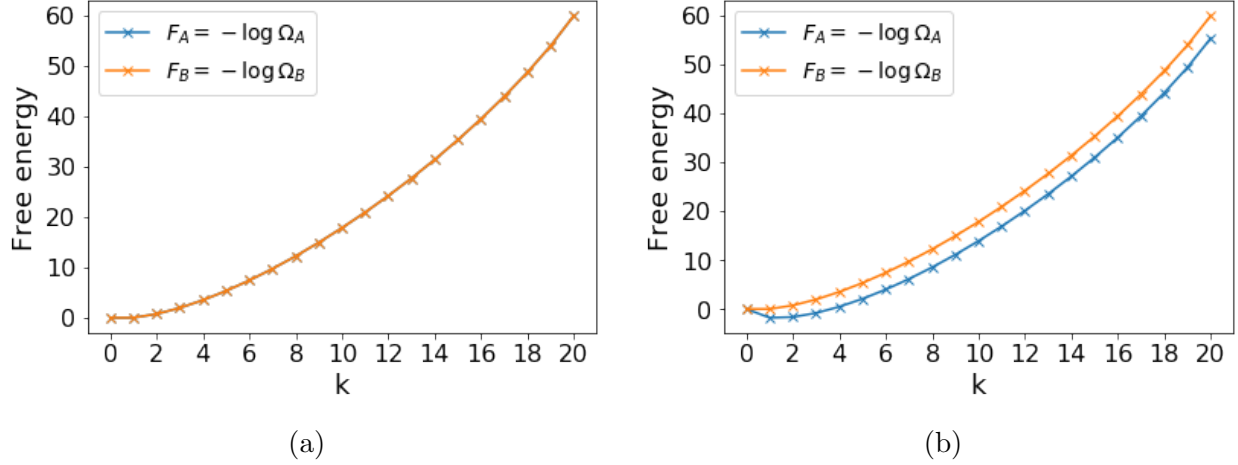 60
50
40
30
20
10
0
Free energy
F_A = − log Ω_A
F_B = − log Ω_B
0 2 4 6 8 10 12 14 16 18 20
k
(a)
60
50
40
30
20
10
0
Free energy
F_A = − log Ω_A
F_B = − log Ω_B
0 2 4 6 8 10 12 14 16 18 20
k
(b)